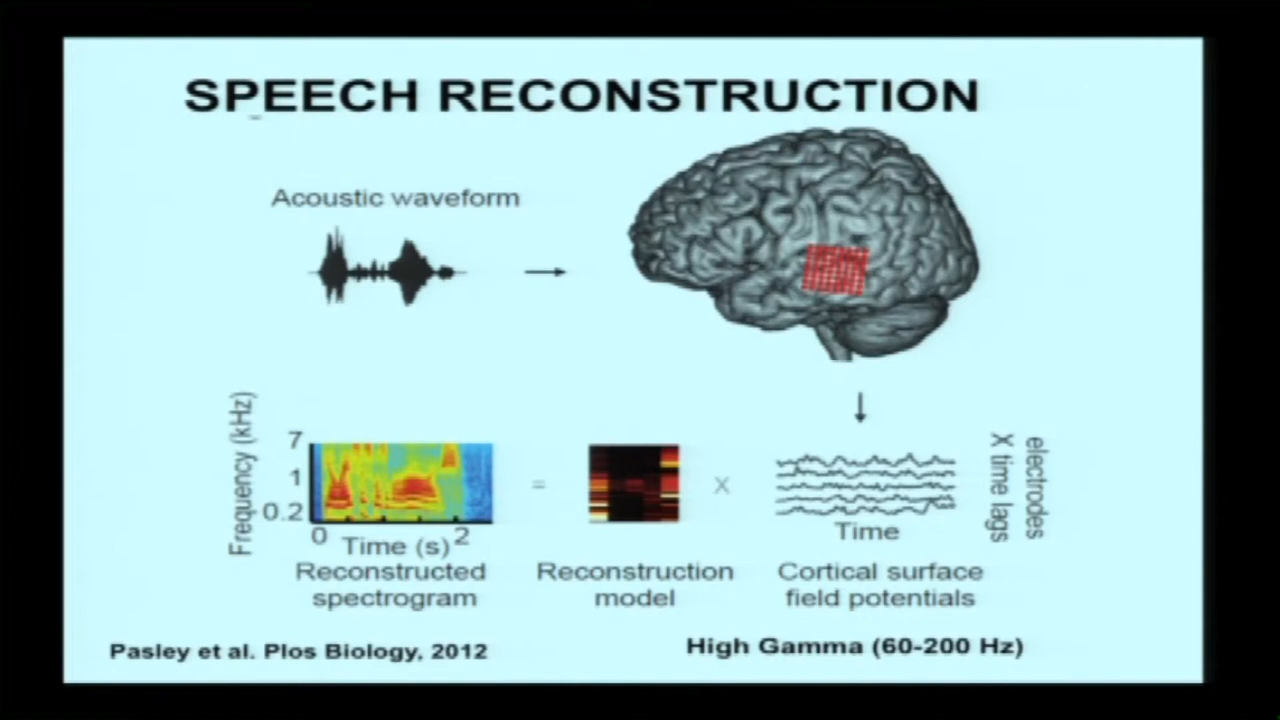 SPEECH RECONSTRUCTION
Acoustic waveform
Frequency (kHz)
7
1
0.2
0
2
Time (s)
=
X
Time
electrodes
X time lags
Reconstructed
spectrogram
Reconstruction
model
Cortical surface
field potentials
Pasley et al. Plos Biology, 2012
High Gamma (60-200 Hz)